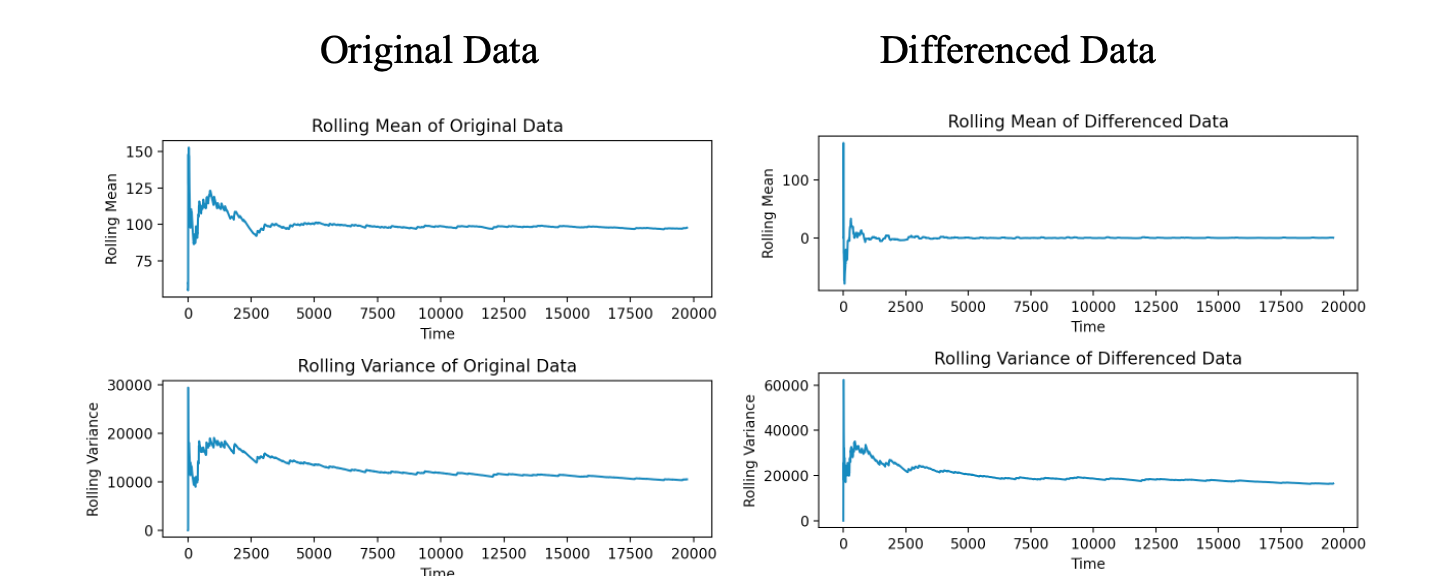 Original Data
Differenced Data
Rolling Mean of Original Data
150
125
100
75
Rolling Mean
0 2500 5000 7500 10000 12500 15000 17500 20000
Time
Rolling Mean of Differenced Data
100
0
Rolling Mean
0 2500 5000 7500 10000 12500 15000 17500 20000
Time
Rolling Variance of Original Data
30000
20000
10000
0
Rolling Variance
0 2500 5000 7500 10000 12500 15000 17500 20000
Time
Rolling Variance of Differenced Data
60000
40000
20000
0
Rolling Variance
0 2500 5000 7500 10000 12500 15000 17500 20000
Time